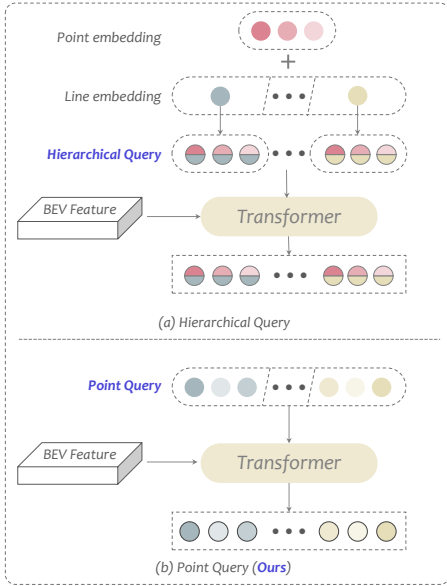 Point embedding
+
Line embedding
Hierarchical Query
BEV Feature
Transformer
(a) Hierarchical Query
Point Query
BEV Feature
Transformer
(b) Point Query (Ours)